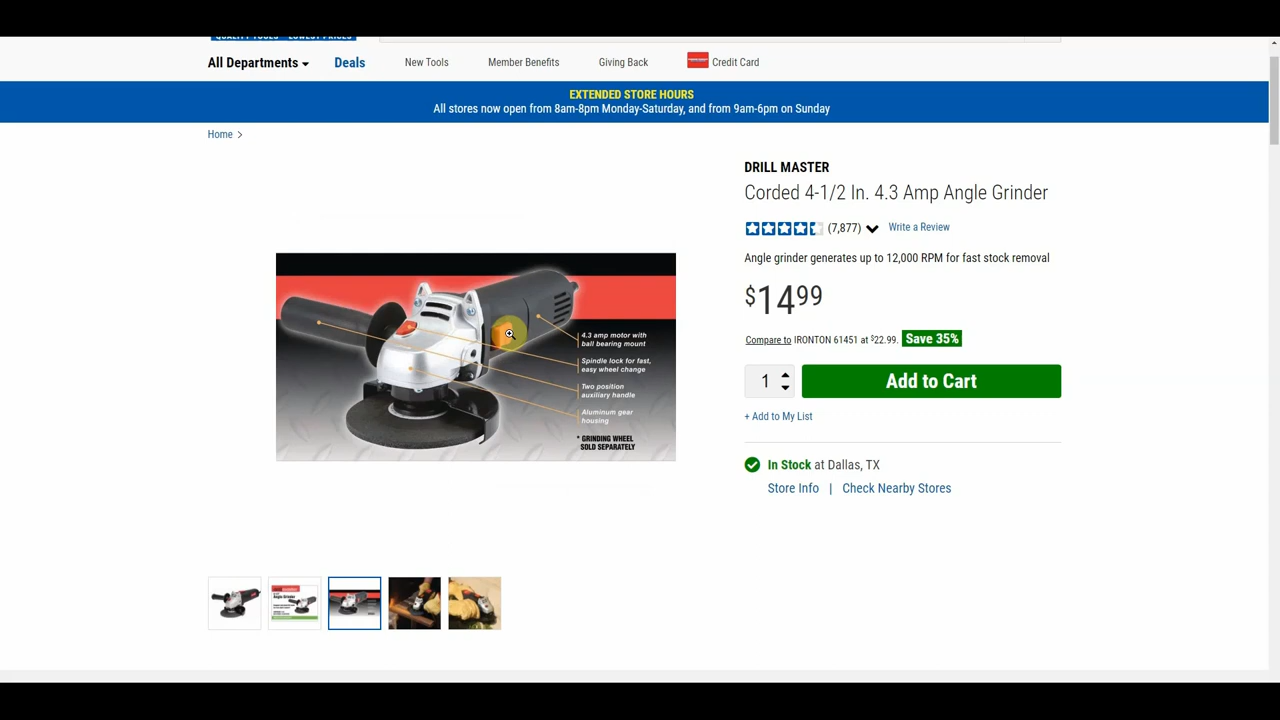 QUALITY TOOLS LOWEST PRICES
All Departments
Deals
New Tools
Member Benefits
Giving Back
Credit Card
EXTENDED STORE HOURS
All stores now open from 8am-8pm Monday-Saturday, and from 9am-6pm on Sunday
Home >
DRILL MASTER
Corded 4-1/2 In. 4.3 Amp Angle Grinder
(7,877)
Write a Review
Angle grinder generates up to 12,000 RPM for fast stock removal
$1499
Compare to IRONTON 61451 at $22.99. Save 35%
1
Add to Cart
+ Add to My List
In Stock at Dallas, TX
Store Info | Check Nearby Stores
4.3 amp motor with
ball bearing mount
Spindle lock for fast,
easy wheel change
Two position
auxiliary handle
Aluminum gear
housing
* GRINDING WHEEL
SOLD SEPARATELY
Angle Grinder